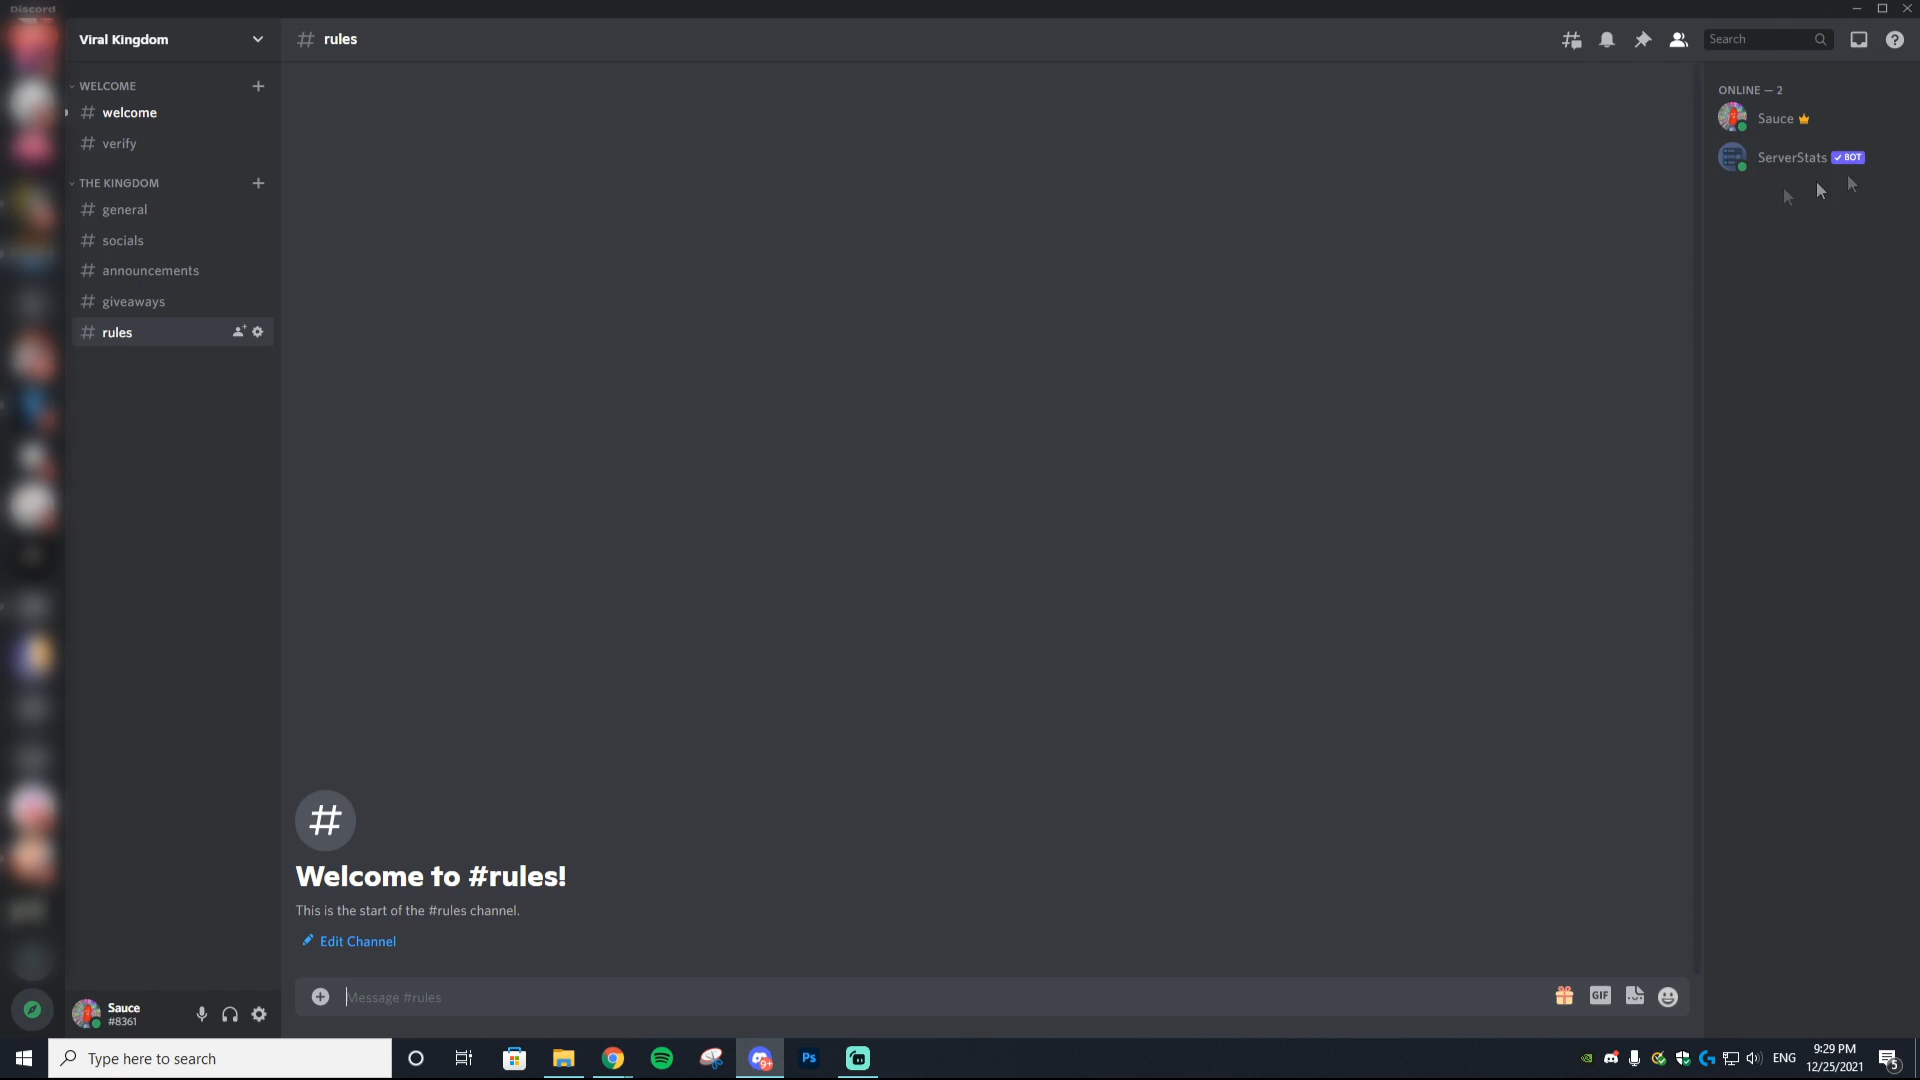 Discord
Viral Kingdom
rules
Search
WELCOME
welcome
verify
THE KINGDOM
general
socials
announcements
giveaways
rules
ONLINE — 2
Sauce
ServerStats ✓ BOT
Welcome to #rules!
This is the start of the #rules channel.
Edit Channel
Message #rules
GIF
Sauce
#8361
Type here to search
9+
Ps
ENG
9:29 PM
12/25/2021
5